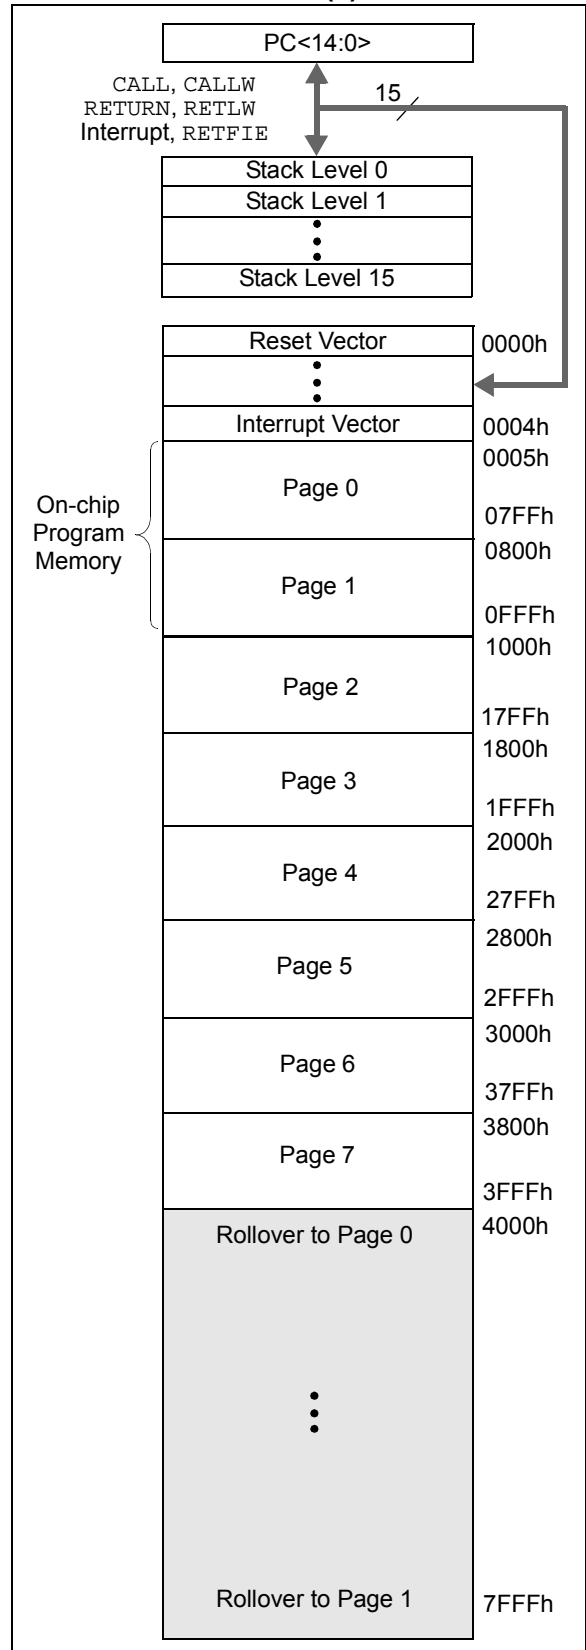 PC<14:0>
CALL, CALLW
RETURN, RETLW
Interrupt, RETFIE
15
Stack Level 0
Stack Level 1
Stack Level 15
Reset Vector
0000h
Interrupt Vector
0004h
0005h
On-chip
Program
Memory
Page 0
07FFh
0800h
Page 1
0FFFh
1000h
Page 2
17FFh
1800h
Page 3
1FFFh
2000h
Page 4
27FFh
2800h
Page 5
2FFFh
3000h
Page 6
37FFh
3800h
Page 7
3FFFh
Rollover to Page 0
4000h
Rollover to Page 1
7FFFh